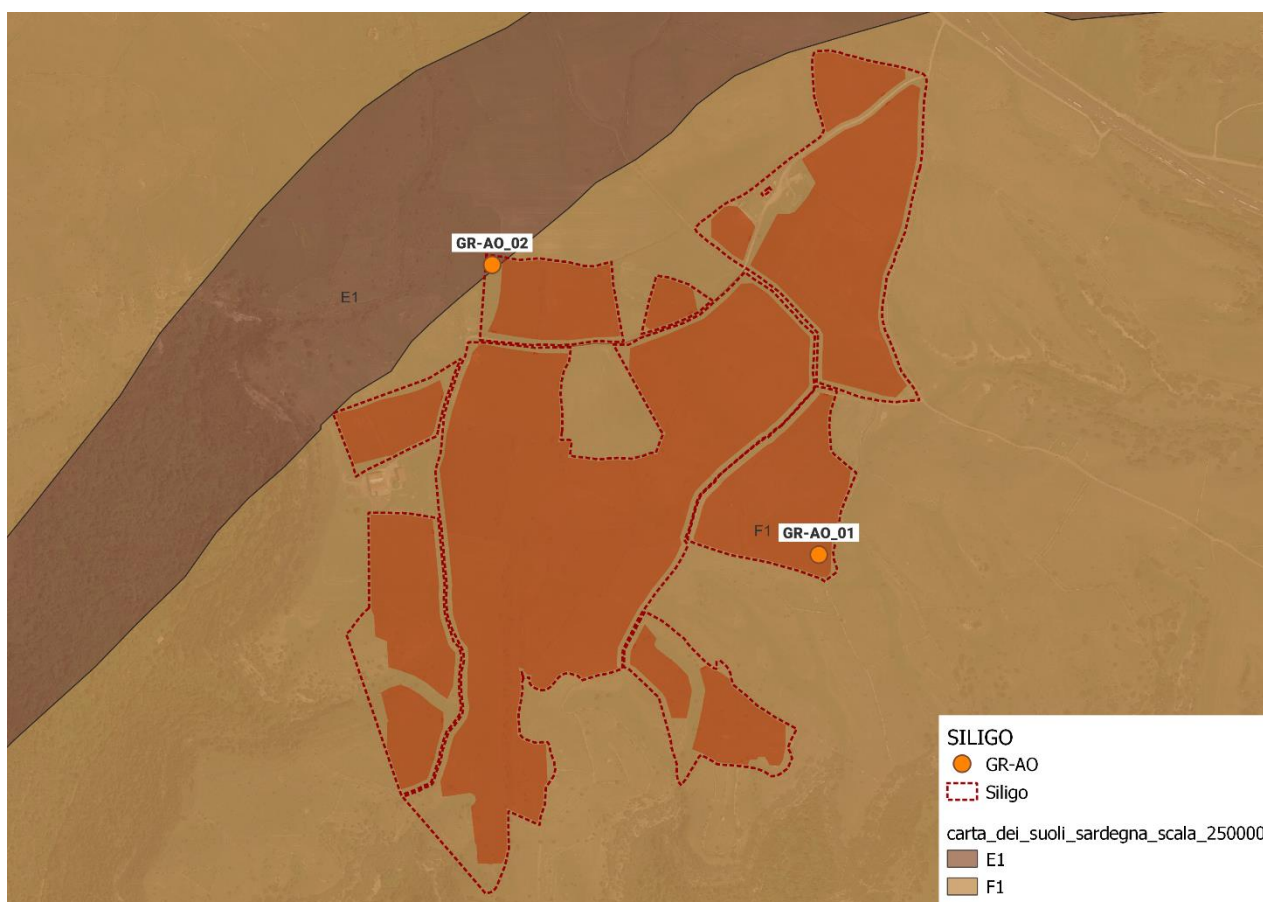 GR-AO_02
E1
F1
GR-AO_01
SILIGO
GR-AO
Siligo
carta_dei_suoli_sardegna_scala_250000
E1
F1